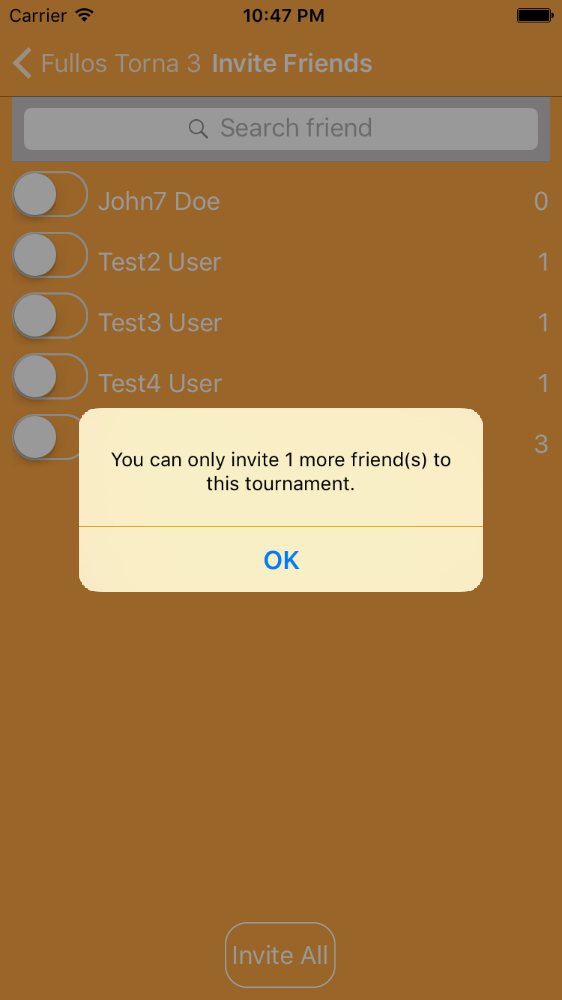 Carrier 10:47 PM
Fullos Torna 3 Invite Friends
Search friend
John7 Doe 0
Test2 User 1
Test3 User 1
Test4 User 1
3
You can only invite 1 more friend(s) to
this tournament.
OK
Invite All